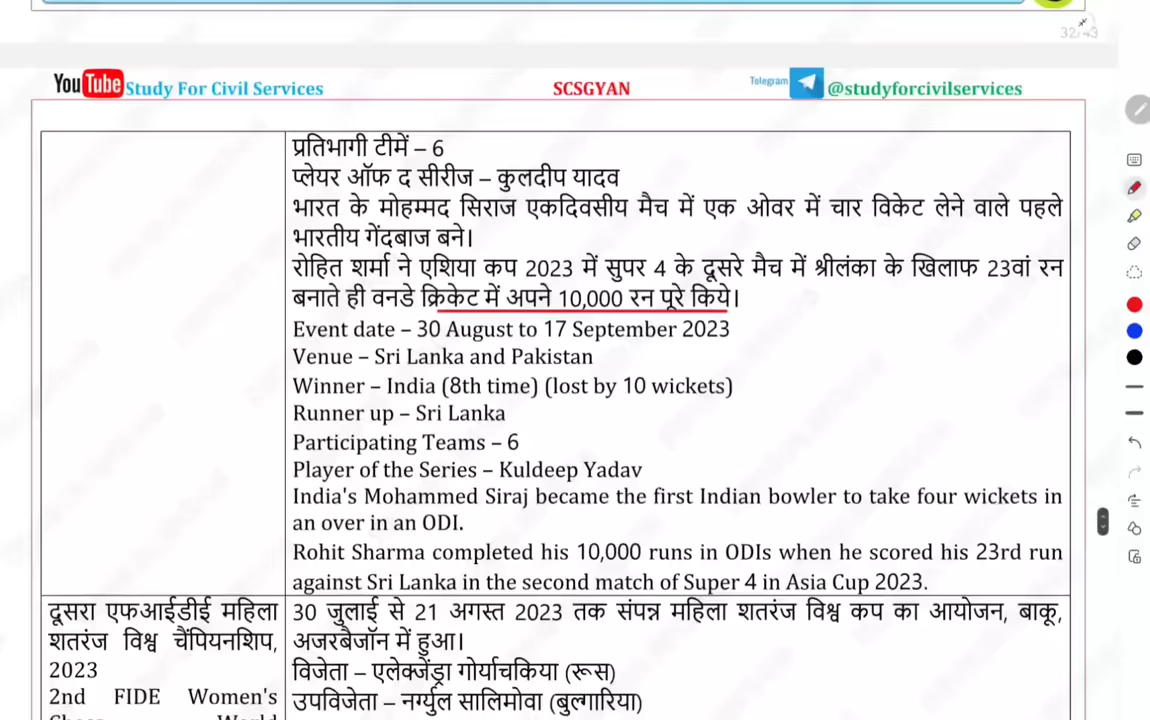 32/43
YouTube Study For Civil Services SCSGYAN Telegram @studyforcivilservices
प्रतिभागी टीमें – 6
प्लेयर ऑफ द सीरीज – कुलदीप यादव
भारत के मोहम्मद सिराज एकदिवसीय मैच में एक ओवर में चार विकेट लेने वाले पहले
भारतीय गेंदबाज बने।
रोहित शर्मा ने एशिया कप 2023 में सुपर 4 के दूसरे मैच में श्रीलंका के खिलाफ 23वां रन
बनाते ही वनडे क्रिकेट में अपने 10,000 रन पूरे किये।
Event date – 30 August to 17 September 2023
Venue – Sri Lanka and Pakistan
Winner – India (8th time) (lost by 10 wickets)
Runner up – Sri Lanka
Participating Teams – 6
Player of the Series – Kuldeep Yadav
India's Mohammed Siraj became the first Indian bowler to take four wickets in
an over in an ODI.
Rohit Sharma completed his 10,000 runs in ODIs when he scored his 23rd run
against Sri Lanka in the second match of Super 4 in Asia Cup 2023.
दूसरा एफआईडीई महिला
शतरंज विश्व चैंपियनशिप,
2023
2nd FIDE Women's
Chess World
30 जुलाई से 21 अगस्त 2023 तक संपन्न महिला शतरंज विश्व कप का आयोजन, बाकू,
अजरबैजॉन में हुआ।
विजेता – एलेक्जेंड्रा गोर्याचकिया (रूस)
उपविजेता – नर्ग्युल सालिमोवा (बुल्गारिया)